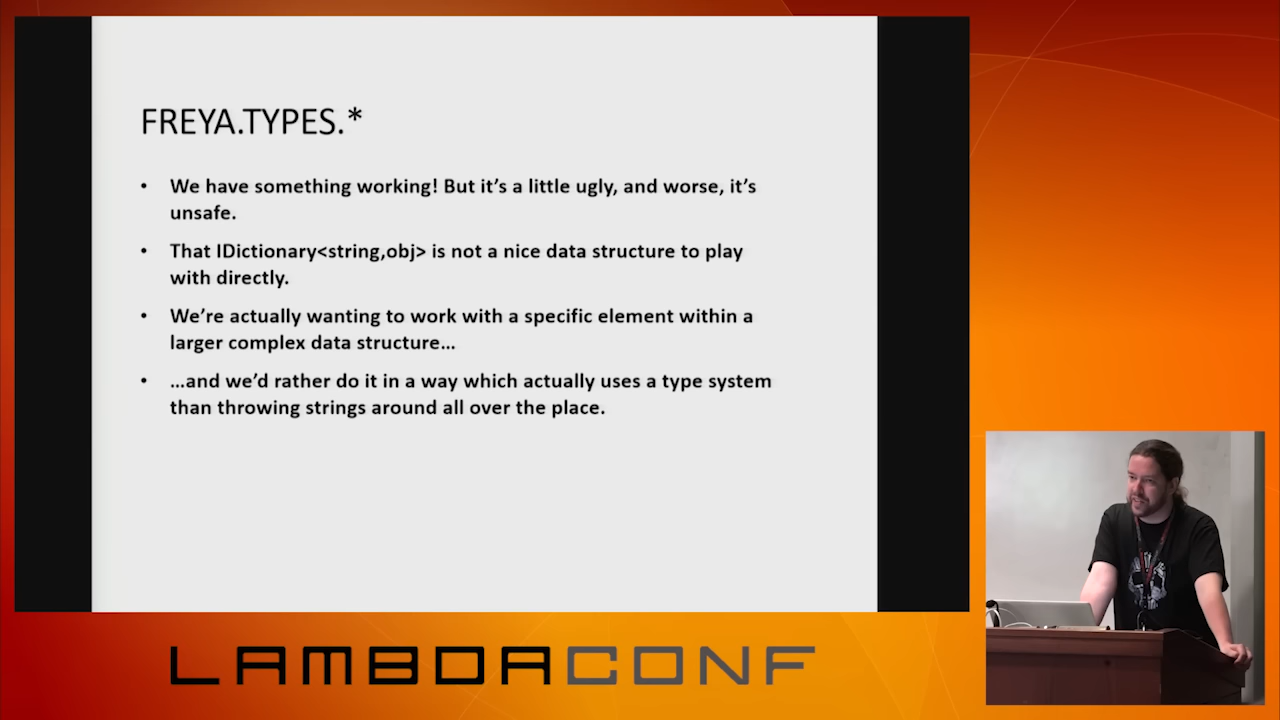 FREYA.TYPES.*
• We have something working! But it’s a little ugly, and worse, it’s
unsafe.
• That IDictionary<string,obj> is not a nice data structure to play
with directly.
• We’re actually wanting to work with a specific element within a
larger complex data structure…
• …and we’d rather do it in a way which actually uses a type system
than throwing strings around all over the place.
LAMBDACONF